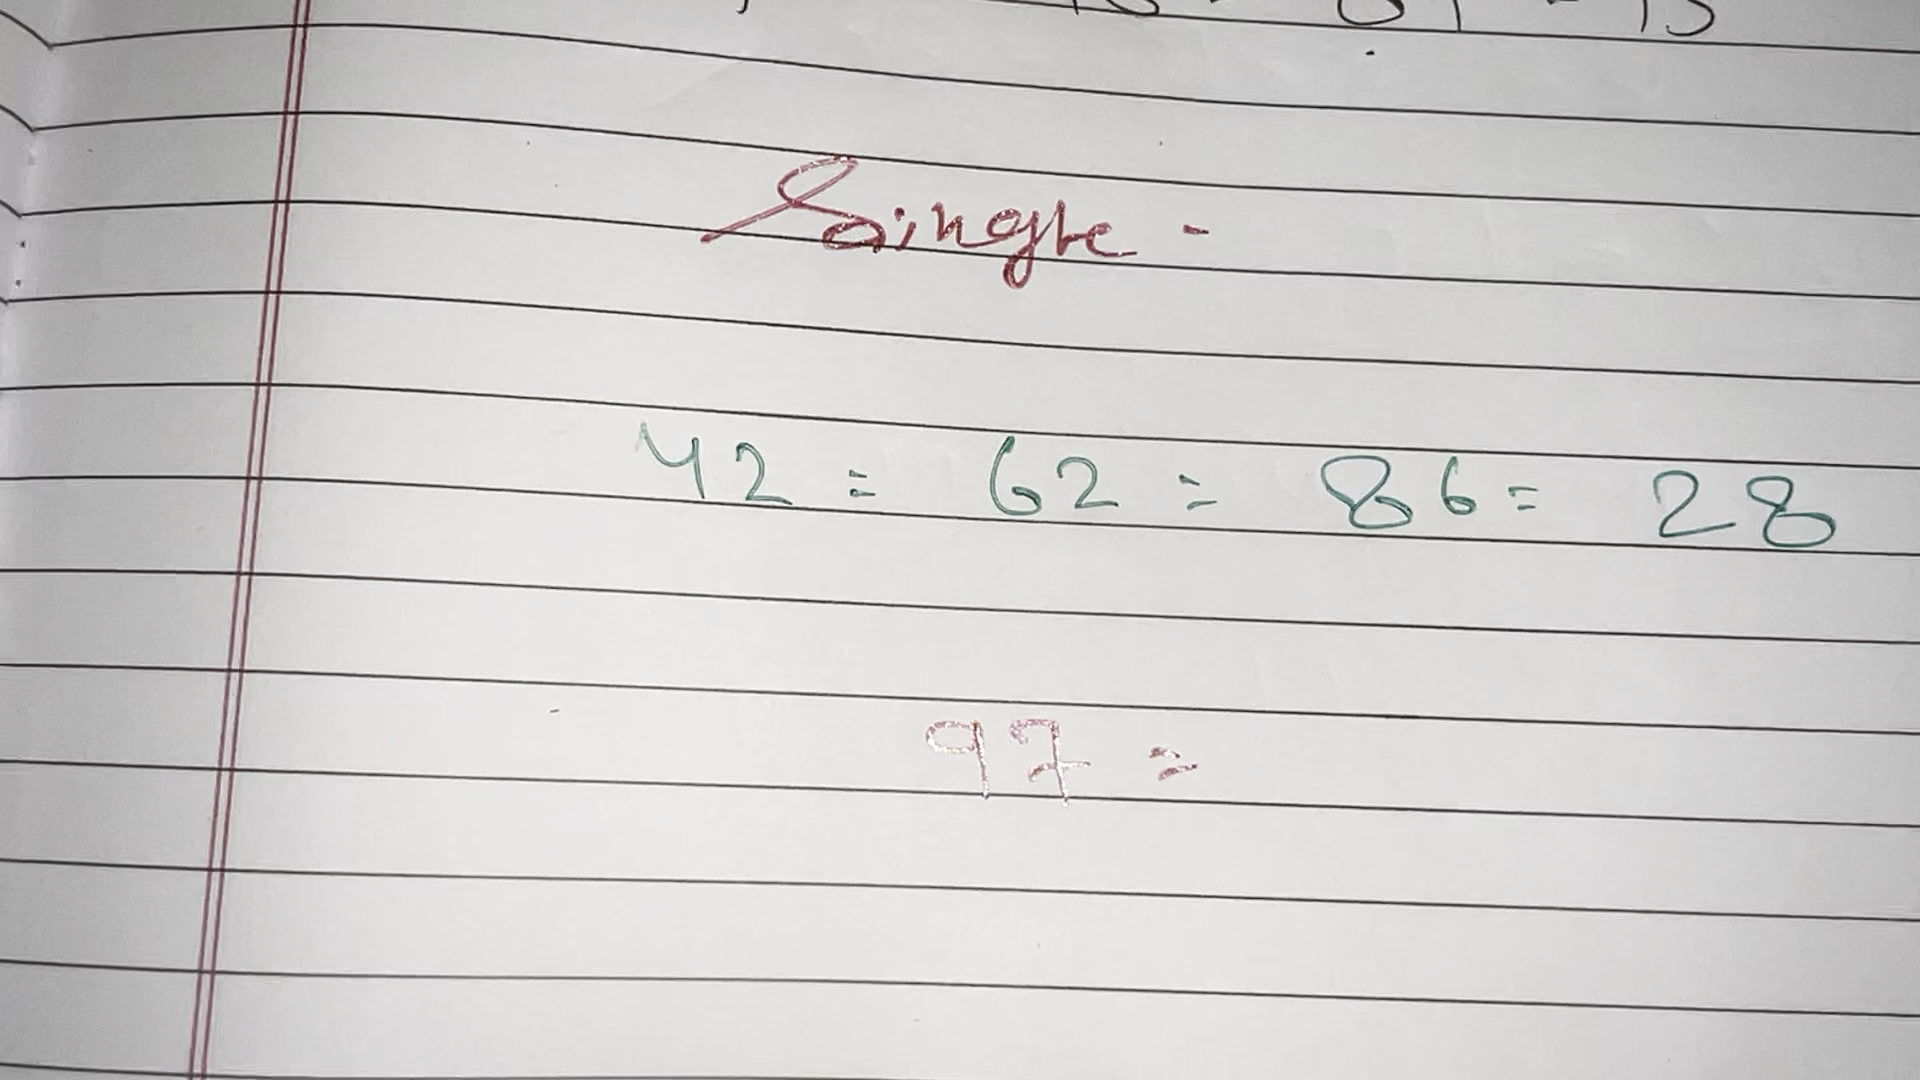 Single -
42 = 62 = 86 = 28
97 =